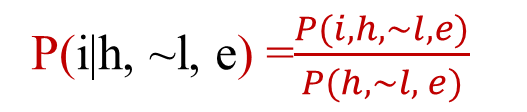 P(i|h, ~l, e) = P(i,h,~l,e)
P(h,~l, e)